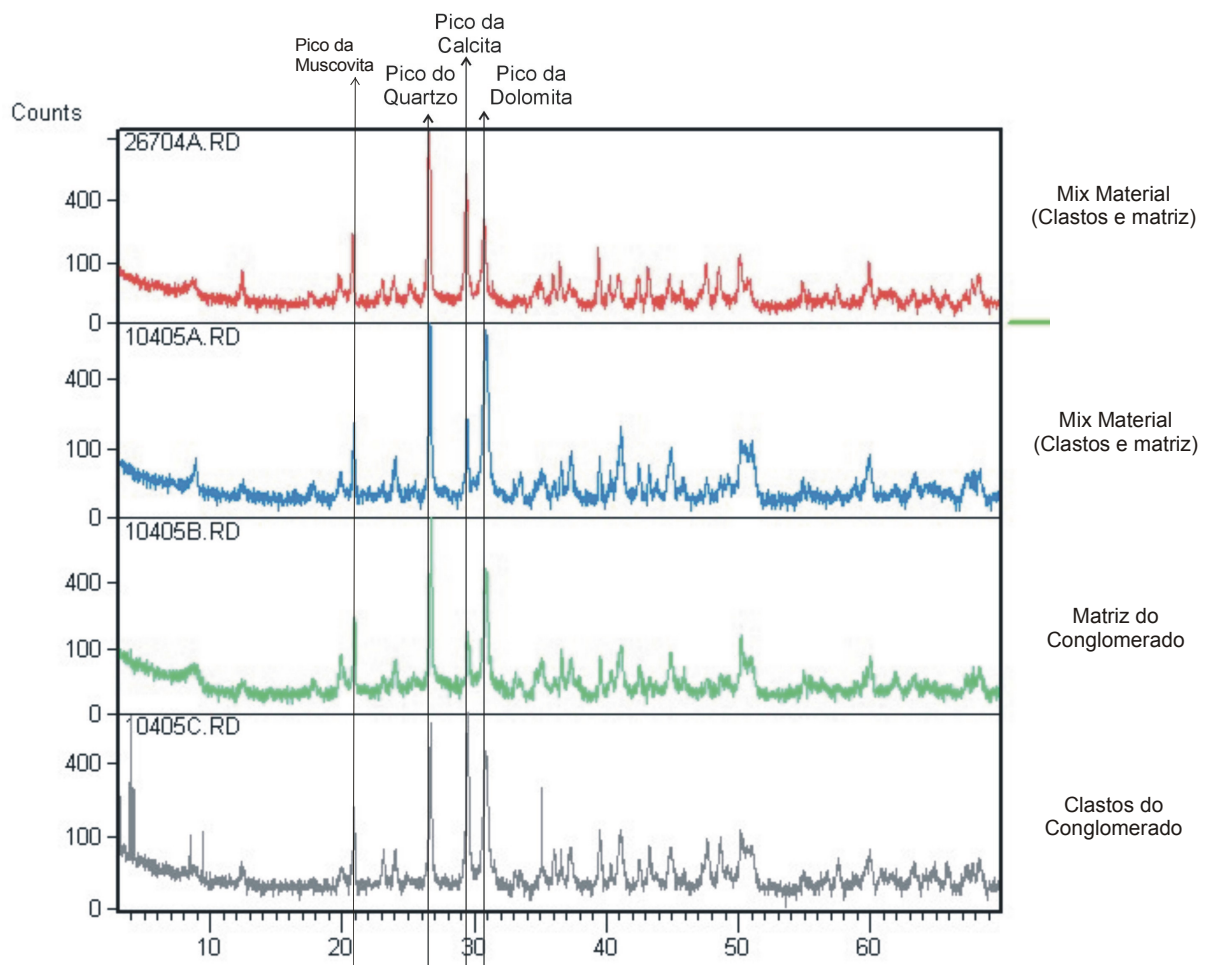 Pico da
Muscovita
Pico do
Quartzo
Pico da
Calcita
Pico da
Dolomita
Counts
26704A.RD
400
100
0
Mix Material
(Clastos e matriz)
10405A.RD
400
100
0
Mix Material
(Clastos e matriz)
10405B.RD
400
100
0
Matriz do
Conglomerado
10405C.RD
400
100
0
Clastos do
Conglomerado
10 20 30 40 50 60